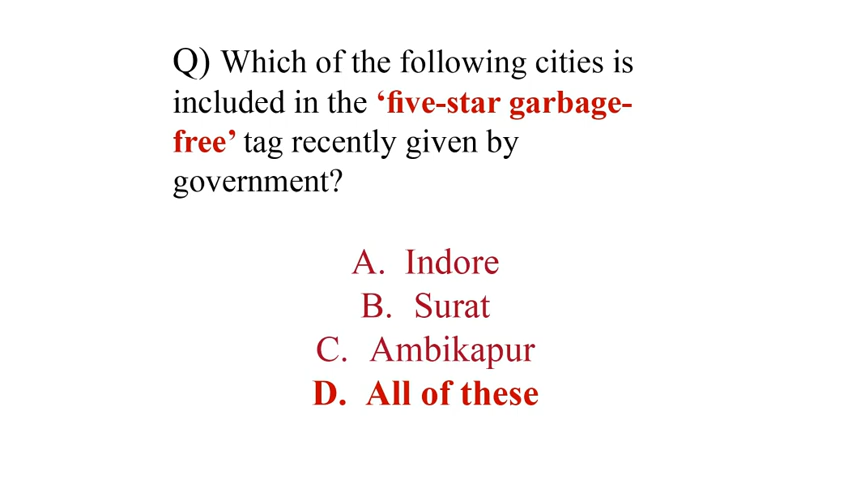 Q) Which of the following cities is
included in the ‘five-star garbage-
free’ tag recently given by
government?
A. Indore
B. Surat
C. Ambikapur
D. All of these